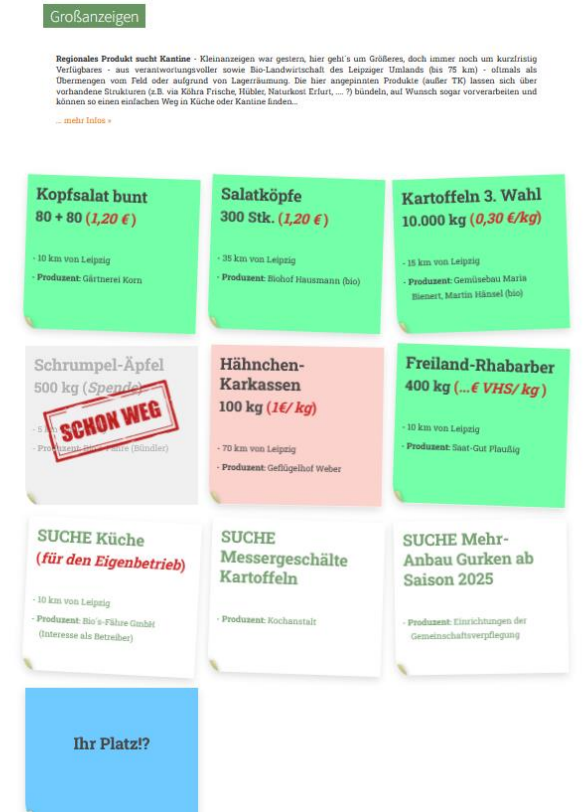 Großanzeigen
Regionales Produkt sucht Kantine - Kleinanzeigen war gestern, hier geht's um Größeres, doch immer noch um kurzfristig
Verfügbares - aus verantwortungsvoller sowie Bio-Landwirtschaft des Leipziger Umlands (bis 75 km) - oftmals als
Übermengen vom Feld oder aufgrund von Lagerräumung. Die hier angepinnten Produkte (außer TK) lassen sich über
vorhandene Strukturen (z.B. via Köhra Frische, Hübler, Naturkost Erfurt, .... ?) bündeln, auf Wunsch sogar vorverarbeiten und
können so einen einfachen Weg in Küche oder Kantine finden...
... mehr Infos »
Kopfsalat bunt
80 + 80 (1,20 €)
- 10 km von Leipzig
- Produzent: Gärtnerei Korn
Salatköpfe
300 Stk. (1,20 €)
- 35 km von Leipzig
- Produzent: Biohof Hausmann (bio)
Kartoffeln 3. Wahl
10.000 kg (0,30 €/kg)
- 15 km von Leipzig
- Produzent: Gemüsebau Maria
Bienert, Martin Hänsel (bio)
Schrumpel-Äpfel
500 kg (Spende)
SCHON WEG
- 5
- Produzent: (Bündler)
Hähnchen-
Karkassen
100 kg (1€/ kg)
- 70 km von Leipzig
- Produzent: Geflügelhof Weber
Freiland-Rhabarber
400 kg (...€ VHS/ kg )
- 10 km von Leipzig
- Produzent: Saat-Gut Plaußig
SUCHE Küche
(für den Eigenbetrieb)
- 10 km von Leipzig
- Produzent: Bio's-Fähre GmbH
(Interesse als Betreiber)
SUCHE
Messergeschälte
Kartoffeln
- Produzent: Kochanstalt
SUCHE Mehr-
Anbau Gurken ab
Saison 2025
- Produzent: Einrichtungen der
Gemeinschaftsverpflegung
Ihr Platz!?